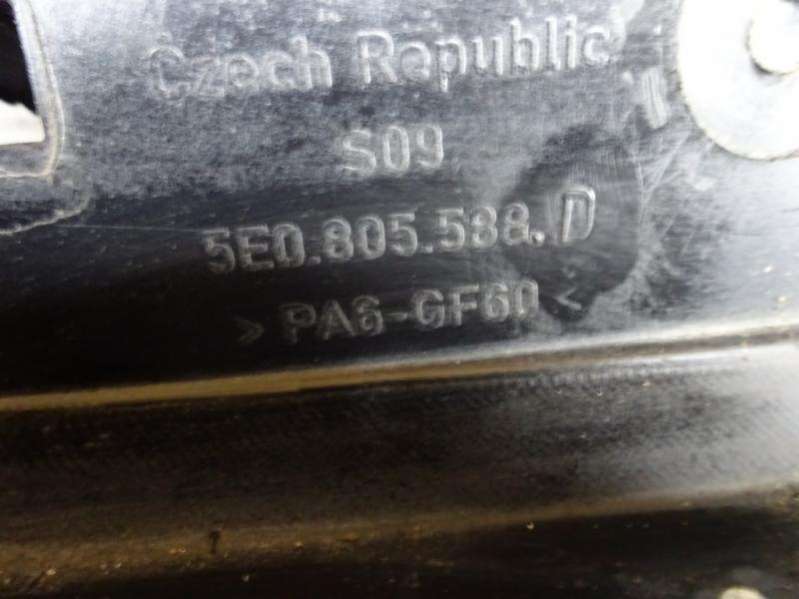 Czech Republic
S09
5E0.805.588.D
> PA6-GF60 <